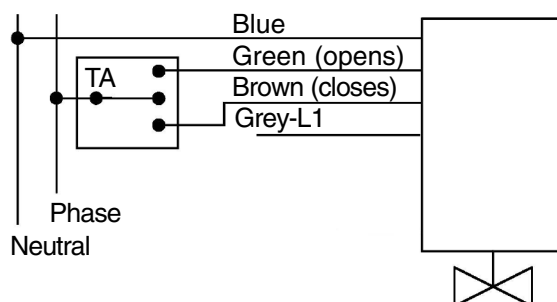 Blue
Green (opens)
TA
Brown (closes)
Grey-L1
Phase
Neutral